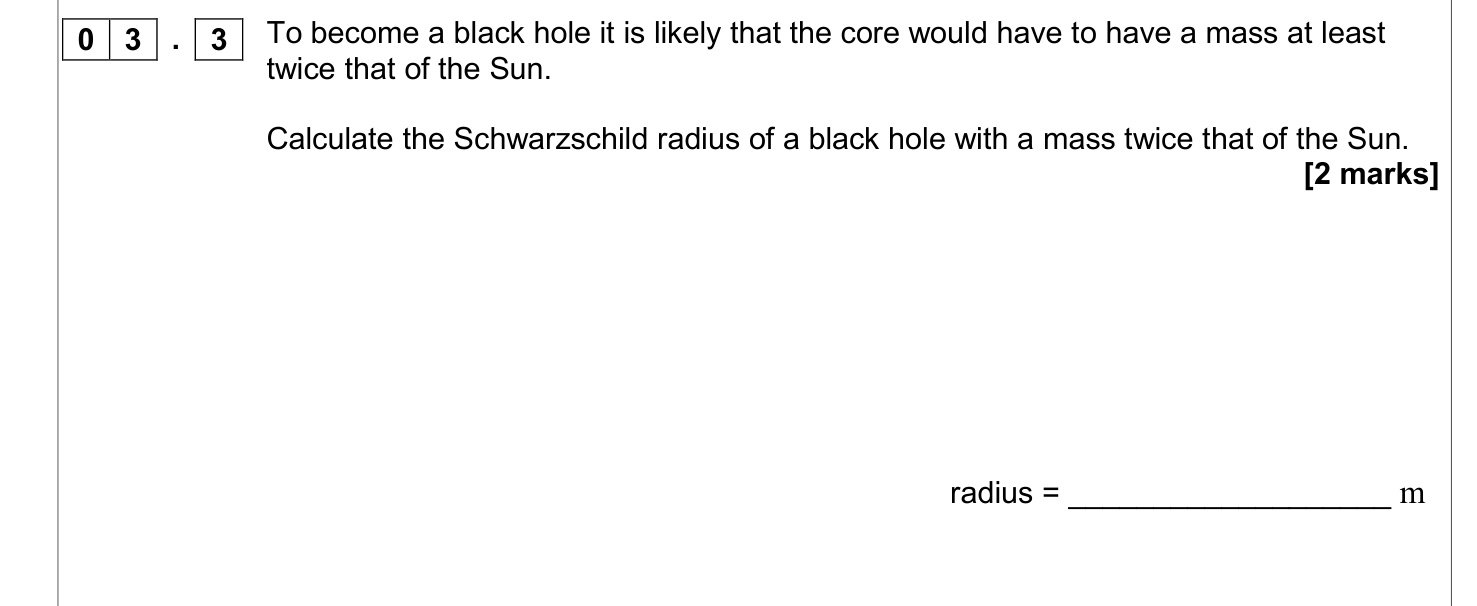 0 3 . 3 To become a black hole it is likely that the core would have to have a mass at least
twice that of the Sun.
Calculate the Schwarzschild radius of a black hole with a mass twice that of the Sun.
[2 marks]
radius = ____________________ m